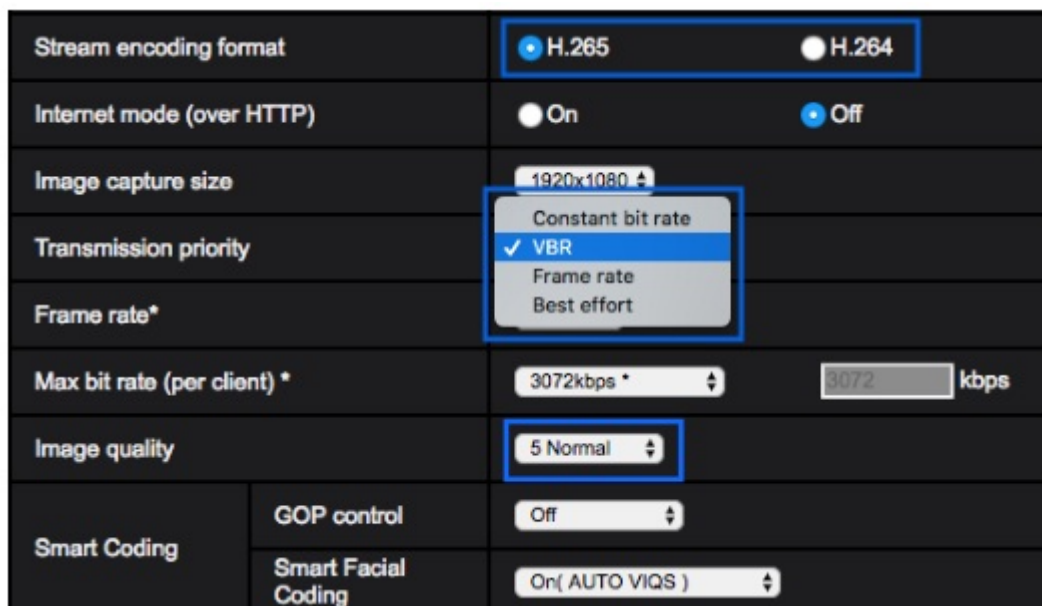 Stream encoding format H.265 H.264
Internet mode (over HTTP) On Off
Image capture size 1920x1080
Constant bit rate
Transmission priority ✓ VBR
Frame rate
Frame rate* Best effort
Max bit rate (per client) * 3072kbps * 3072 kbps
Image quality 5 Normal
GOP control Off
Smart Coding
Smart Facial Coding On( AUTO VIQS )